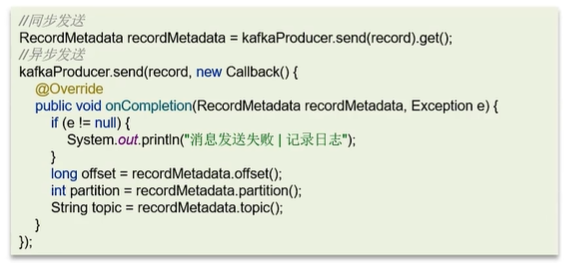 //同步发送
RecordMetadata recordMetadata = kafkaProducer.send(record).get();
//异步发送
kafkaProducer.send(record, new Callback() {
@Override
public void onCompletion(RecordMetadata recordMetadata, Exception e) {
if (e != null) {
System.out.println("消息发送失败 | 记录日志");
}
long offset = recordMetadata.offset();
int partition = recordMetadata.partition();
String topic = recordMetadata.topic();
}
});